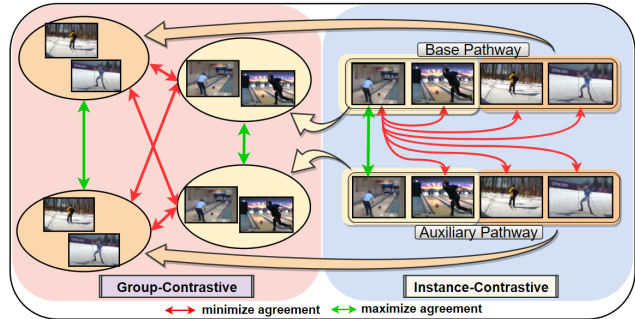 Base Pathway
Auxiliary Pathway
Group-Contrastive
Instance-Contrastive
minimize agreement
maximize agreement